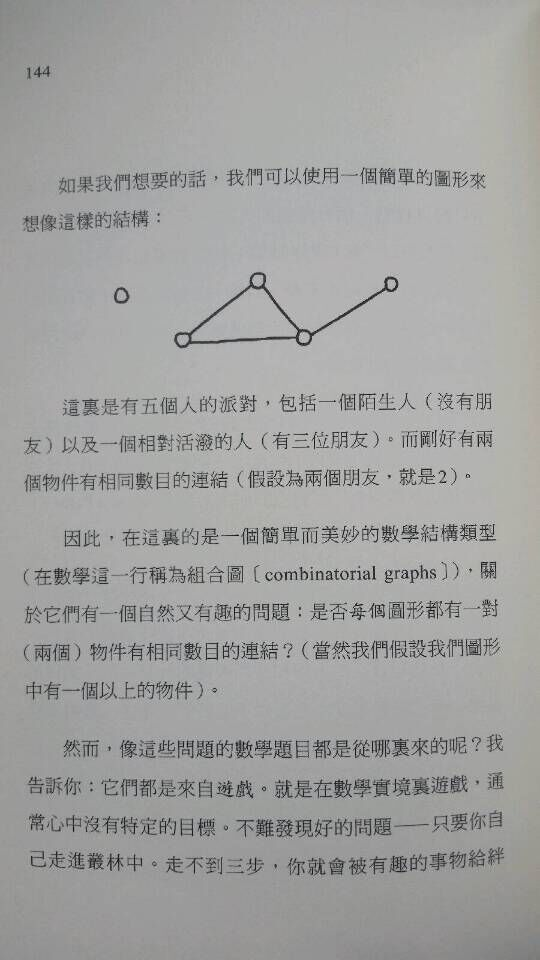 144
如果我們想要的話，我們可以使用一個簡單的圖形來
想像這樣的結構：
這裏是有五個人的派對，包括一個陌生人（沒有朋
友）以及一個相對活潑的人（有三位朋友）。而剛好有兩
個物件有相同數目的連結（假設為兩個朋友，就是2）。
因此，在這裏的是一個簡單而美妙的數學結構類型
（在數學這一行稱為組合圖〔combinatorial graphs〕），關
於它們有一個自然又有趣的問題：是否每個圖形都有一對
（兩個）物件有相同數目的連結？（當然我們假設我們圖形
中有一個以上的物件）。
然而，像這些問題的數學題目都是從哪裏來的呢？我
告訴你：它們都是來自遊戲。就是在數學實境裏遊戲，通
常心中沒有特定的目標。不難發現好的問題——只要你自
己走進叢林中。走不到三步，你就會被有趣的事物給絆